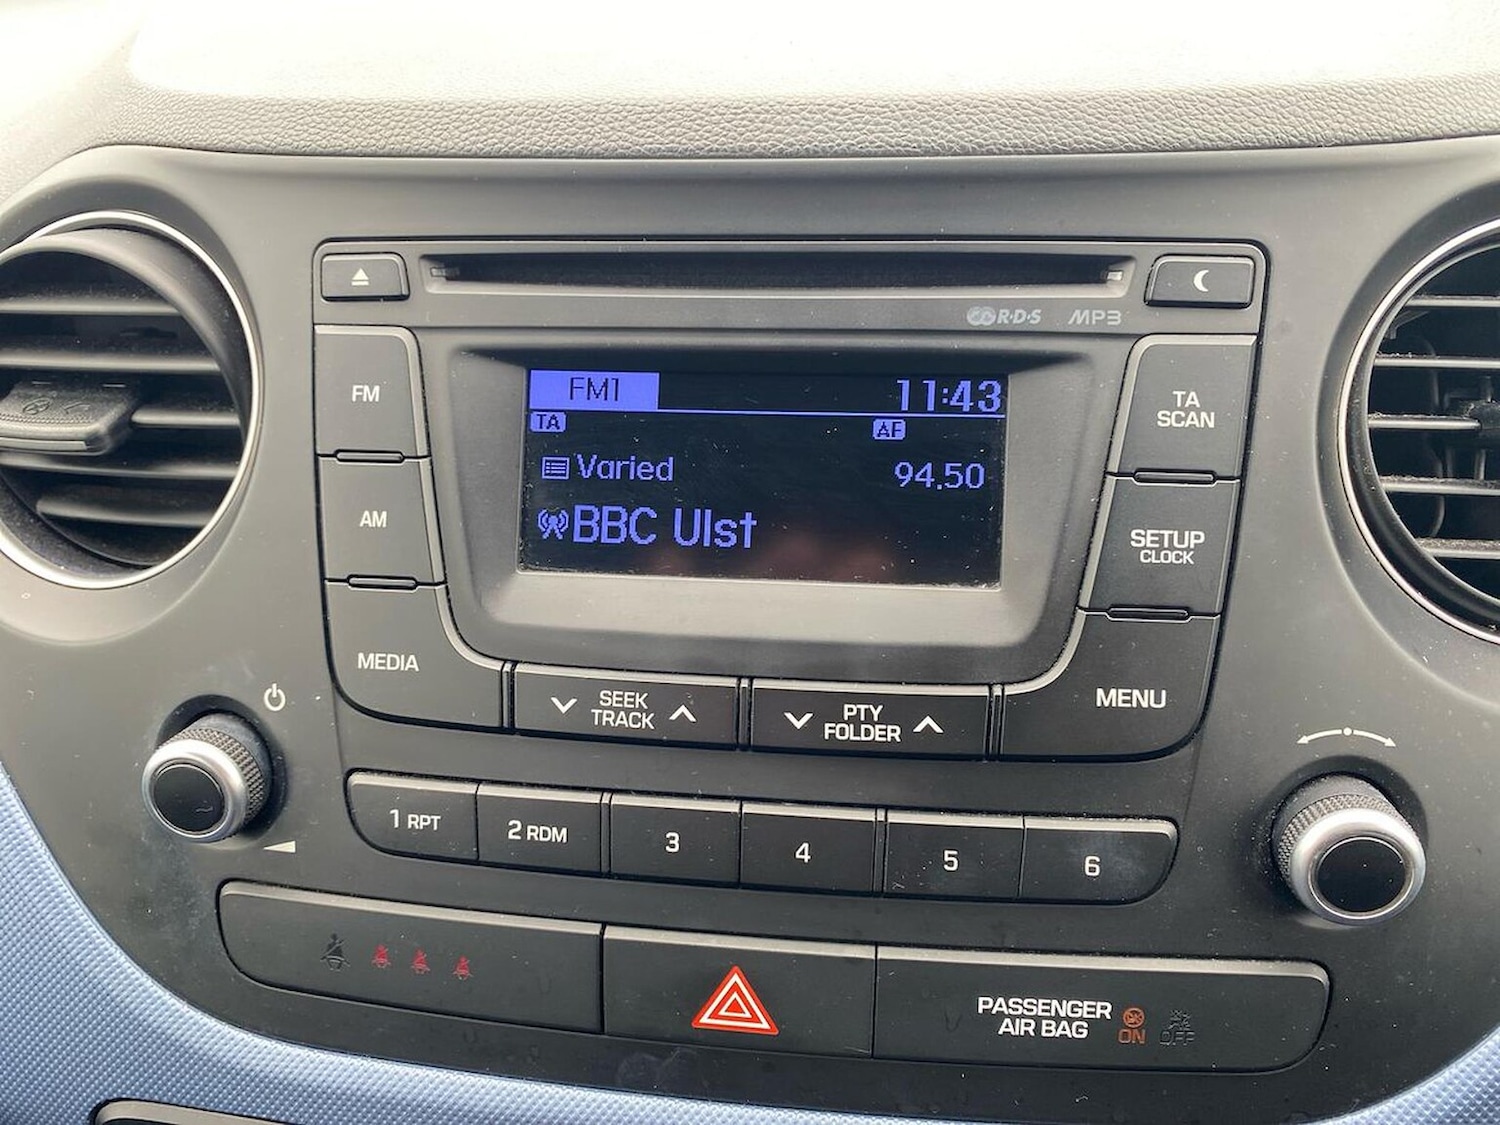 R·D·S MP3
FM1 11:43
TA AF
Varied 94.50
BBC Ulst
FM
AM
MEDIA
TA
SCAN
SETUP
CLOCK
MENU
SEEK
TRACK
PTY
FOLDER
1 RPT
2 RDM
3
4
5
6
PASSENGER
AIR BAG
ON OFF